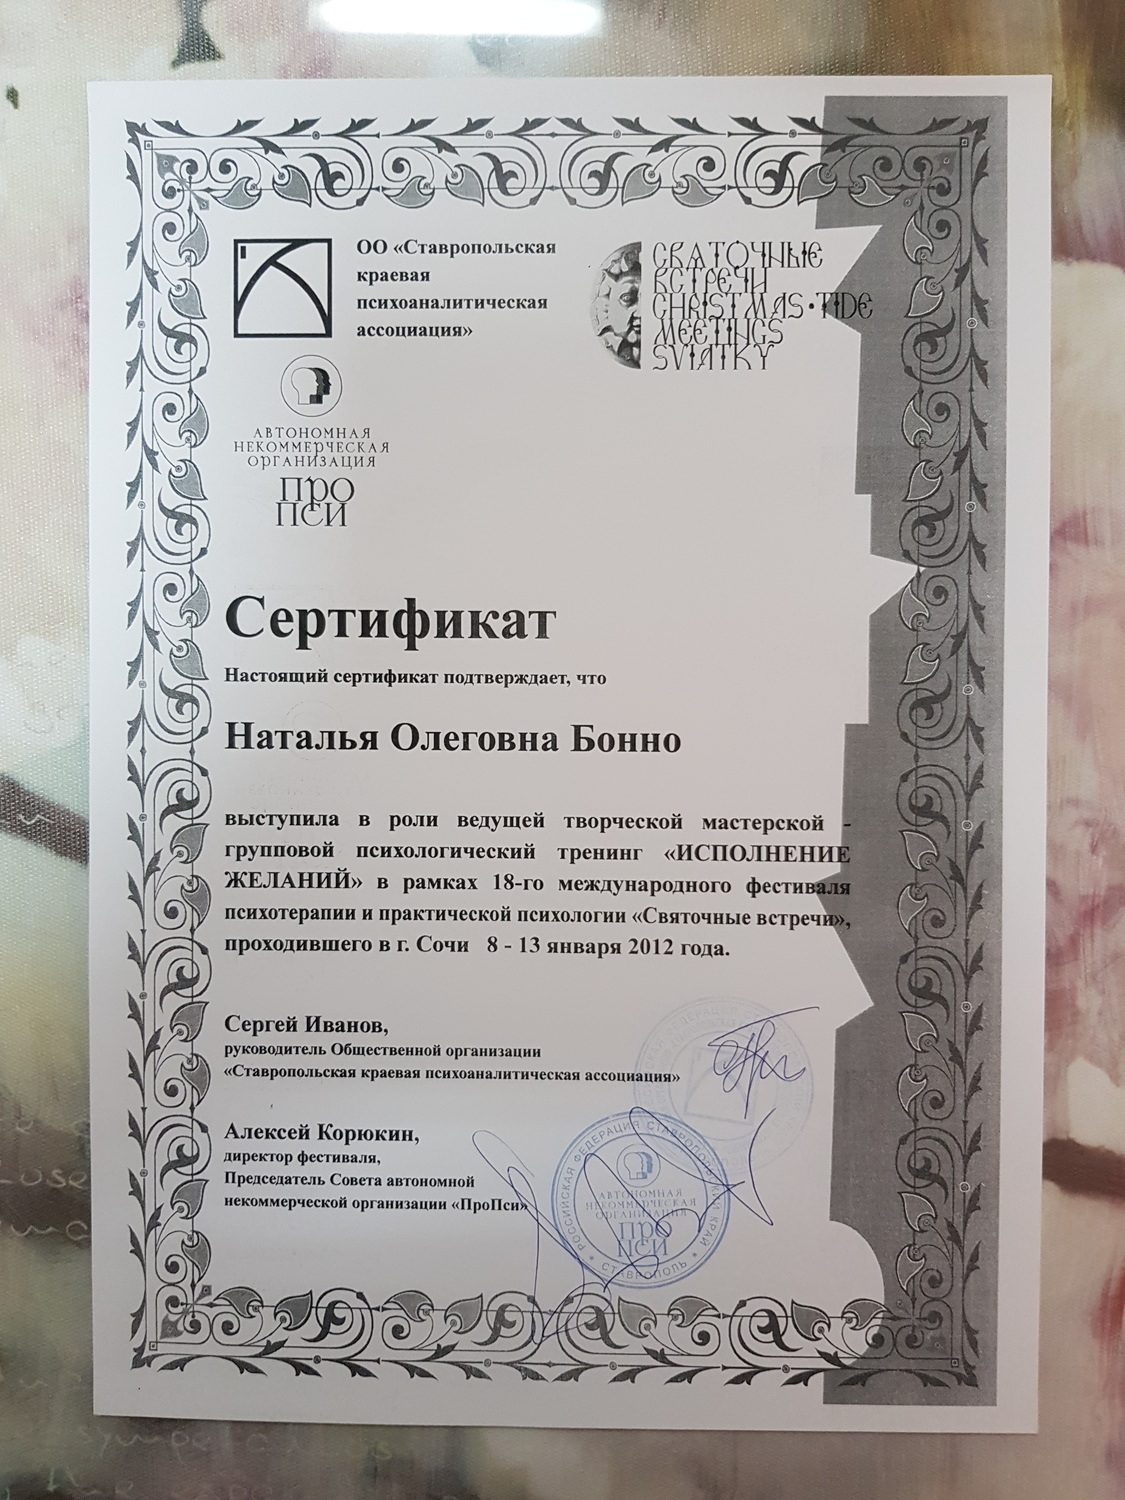 ОО «Ставропольская
краевая
психоаналитическая
ассоциация»
СВЯТОЧНЫЕ
ВСТРЕЧИ
CHRISTMAS·TIDE
MEETINGS
SVIATKY
АВТОНОМНАЯ
НЕКОММЕРЧЕСКАЯ
ОРГАНИЗАЦИЯ
ПРО
ПСИ
Сертификат
Настоящий сертификат подтверждает, что
Наталья Олеговна Бонно
выступила в роли ведущей творческой мастерской -
групповой психологический тренинг «ИСПОЛНЕНИЕ
ЖЕЛАНИЙ» в рамках 18-го международного фестиваля
психотерапии и практической психологии «Святочные встречи»,
проходившего в г. Сочи 8 - 13 января 2012 года.
Сергей Иванов,
руководитель Общественной организации
«Ставропольская краевая психоаналитическая ассоциация»
Алексей Корюкин,
директор фестиваля,
Председатель Совета автономной
некоммерческой организации «ПроПси»
РОССИЙСКАЯ ФЕДЕРАЦИЯ СТАВРОПОЛЬСКИЙ КРАЙ
* СТАВРОПОЛЬ *
АВТОНОМНАЯ
НЕКОММЕРЧЕСКАЯ
ОРГАНИЗАЦИЯ
ПРО
ПСИ